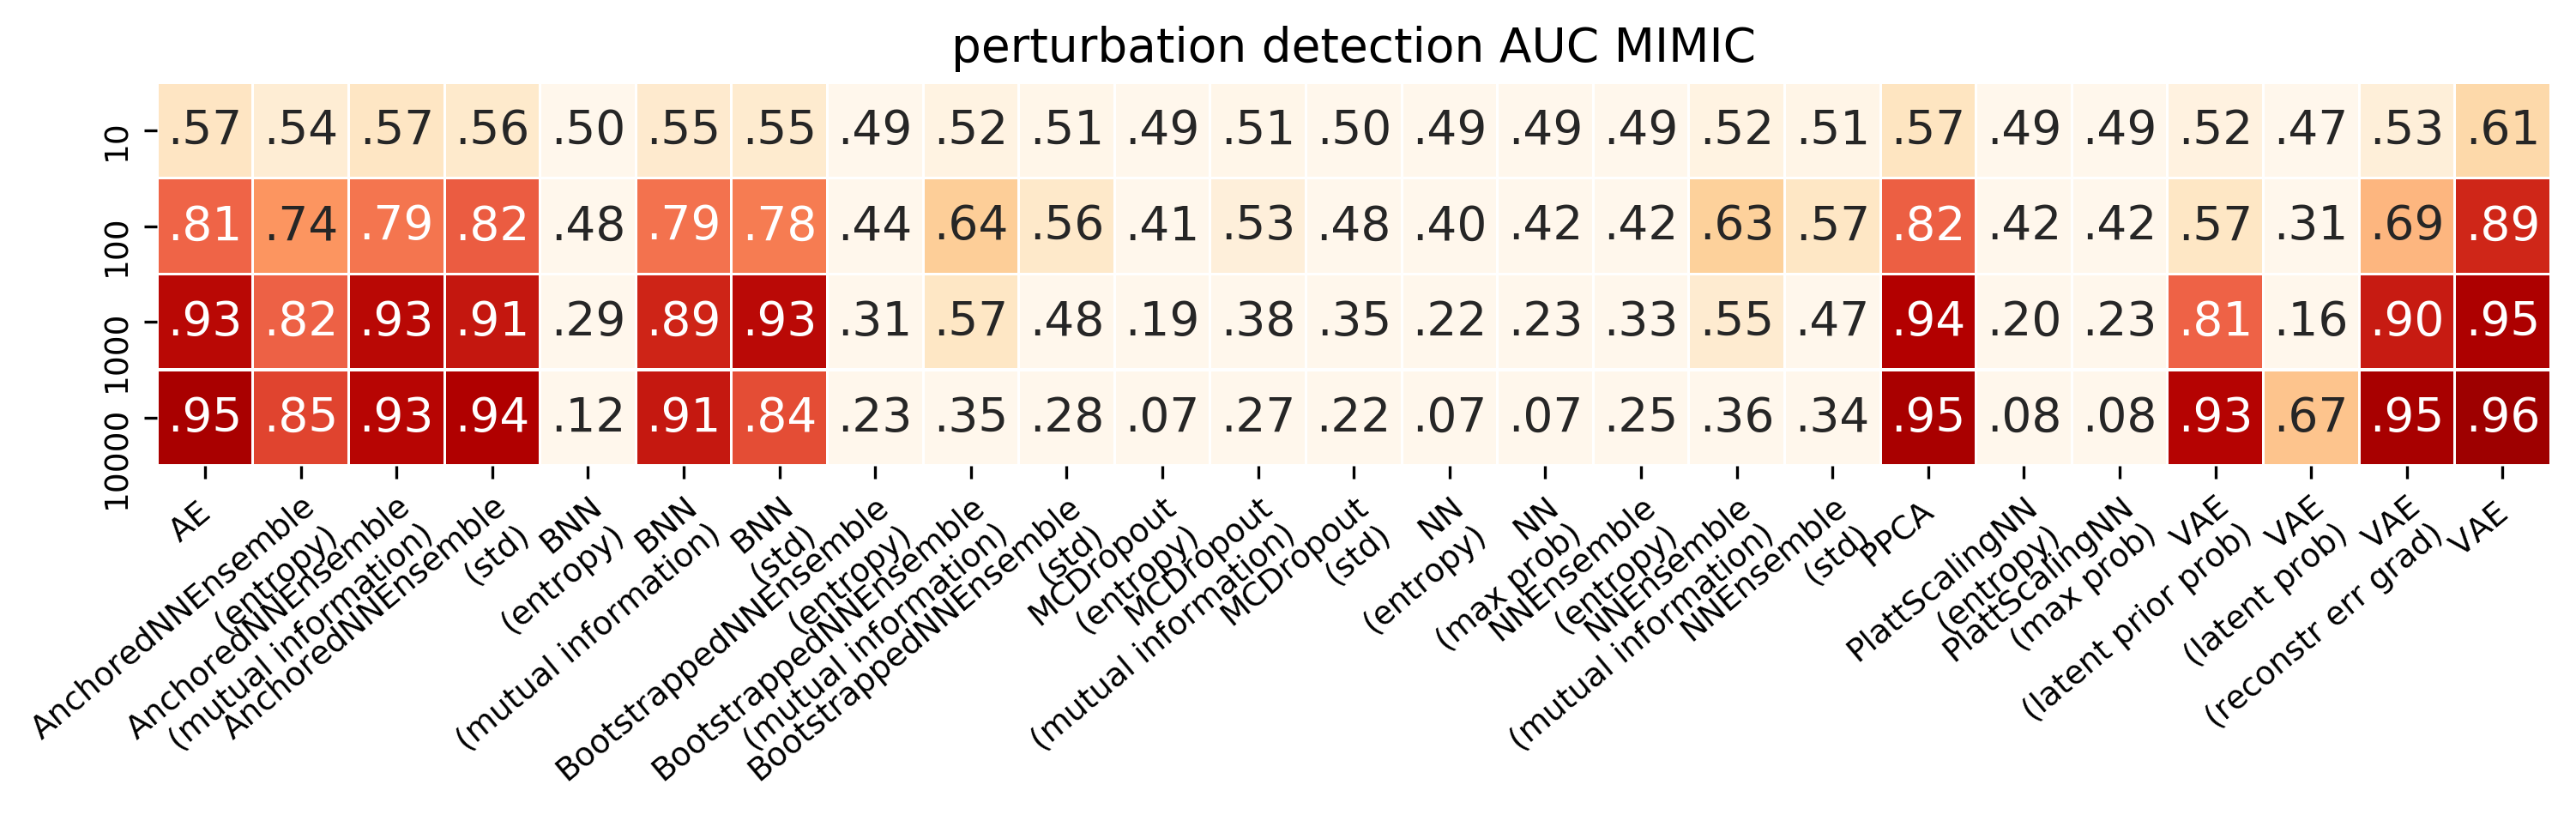 perturbation detection AUC MIMIC
10 .57 .54 .57 .56 .50 .55 .55 .49 .52 .51 .49 .51 .50 .49 .49 .49 .52 .51 .57 .49 .49 .52 .47 .53 .61
100 .81 .74 .79 .82 .48 .79 .78 .44 .64 .56 .41 .53 .48 .40 .42 .42 .63 .57 .82 .42 .42 .57 .31 .69 .89
1000 .93 .82 .93 .91 .29 .89 .93 .31 .57 .48 .19 .38 .35 .22 .23 .33 .55 .47 .94 .20 .23 .81 .16 .90 .95
10000 .95 .85 .93 .94 .12 .91 .84 .23 .35 .28 .07 .27 .22 .07 .07 .25 .36 .34 .95 .08 .08 .93 .67 .95 .96
AE
AnchoredNNEnsemble
(entropy)
AnchoredNNEnsemble
(mutual information)
AnchoredNNEnsemble
(std)
BNN
(entropy)
BNN
(mutual information)
BNN
(std)
BootstrappedNNEnsemble
(entropy)
BootstrappedNNEnsemble
(mutual information)
BootstrappedNNEnsemble
(std)
MCDropout
(entropy)
MCDropout
(mutual information)
MCDropout
(std)
NN
(entropy)
NN
(max prob)
NNEnsemble
(entropy)
NNEnsemble
(mutual information)
NNEnsemble
(std)
PPCA
PlattScalingNN
(entropy)
PlattScalingNN
(max prob)
VAE
(latent prior prob)
VAE
(latent prob)
VAE
(reconstr err grad)
VAE